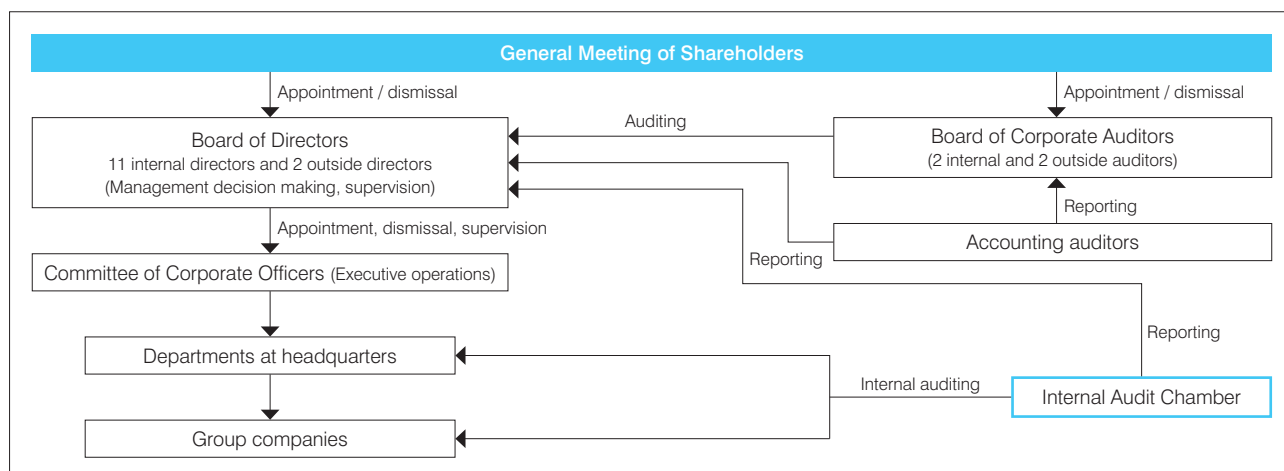 General Meeting of Shareholders
Appointment / dismissal
Appointment / dismissal
Board of Directors
11 internal directors and 2 outside directors
(Management decision making, supervision)
Auditing
Board of Corporate Auditors
(2 internal and 2 outside auditors)
Reporting
Appointment, dismissal, supervision
Accounting auditors
Reporting
Committee of Corporate Officers (Executive operations)
Reporting
Departments at headquarters
Internal auditing
Internal Audit Chamber
Group companies